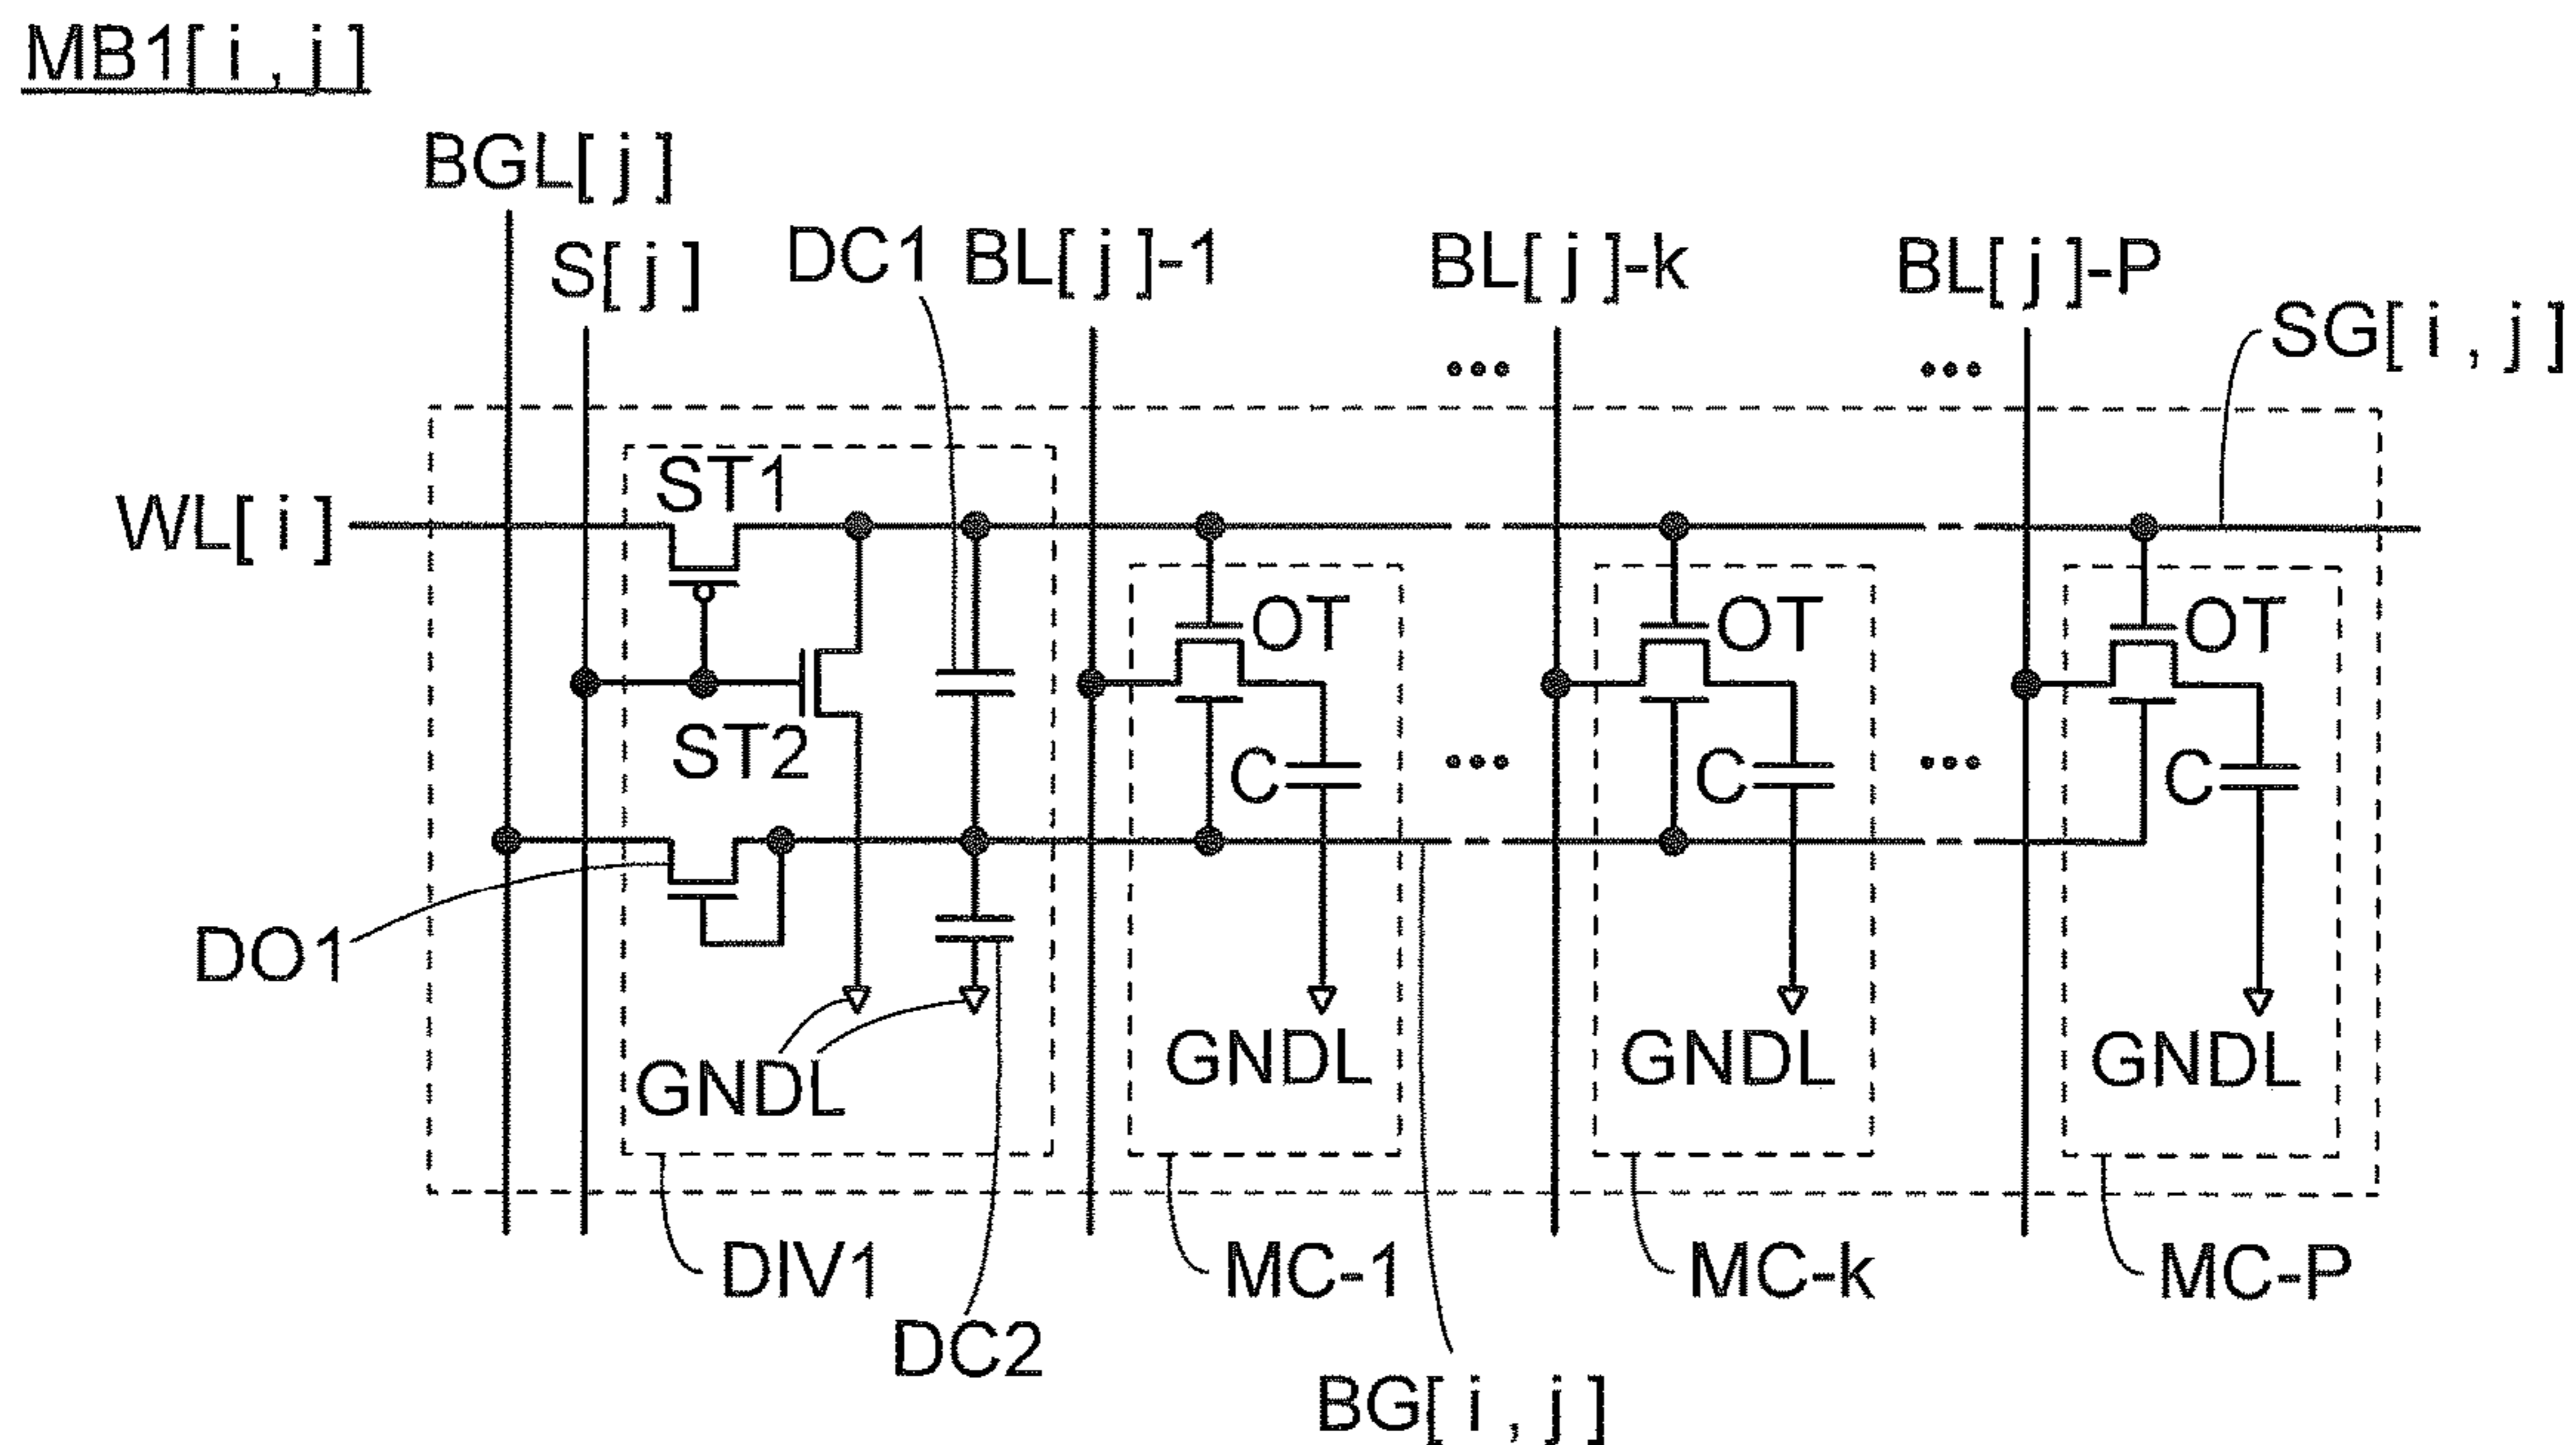 MB1[ i , j ]
BGL[ j ]
S[ j ]
DC1
BL[ j ]-1
BL[ j ]-k
BL[ j ]-P
SG[ i , j ]
WL[ i ]
ST1
OT
OT
OT
ST2
C
C
C
DO1
GNDL
GNDL
GNDL
GNDL
DIV1
MC-1
MC-k
MC-P
DC2
BG[ i , j ]